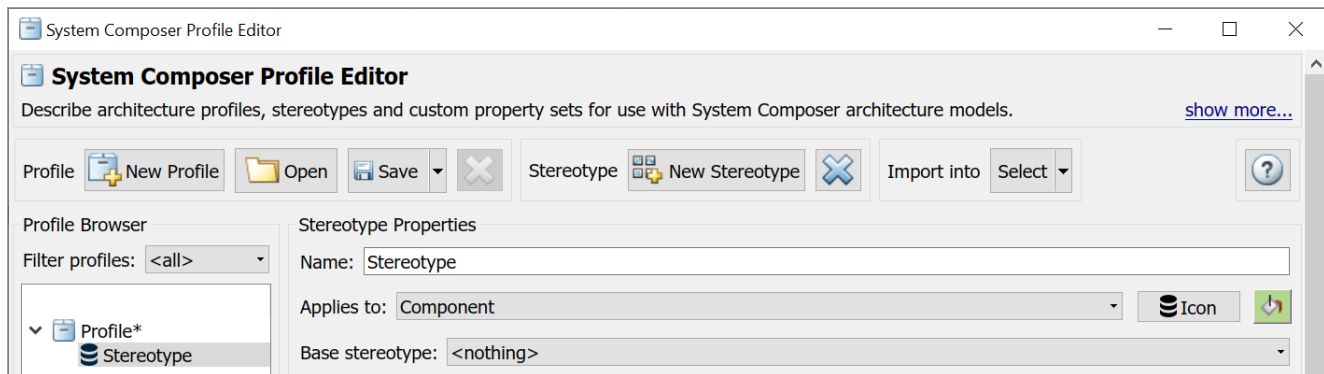 System Composer Profile Editor
System Composer Profile Editor
Describe architecture profiles, stereotypes and custom property sets for use with System Composer architecture models. show more...
Profile New Profile Open Save Stereotype New Stereotype Import into Select ?
Profile Browser
Filter profiles: <all>
Profile*
Stereotype
Stereotype Properties
Name: Stereotype
Applies to: Component Icon
Base stereotype: <nothing>